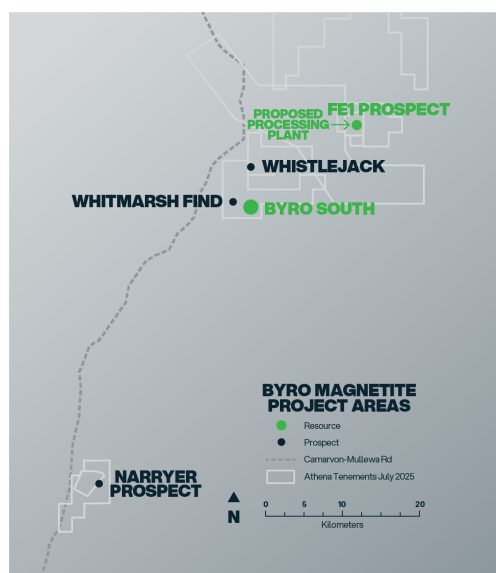 FE1 PROSPECT
PROPOSED
PROCESSING
PLANT
WHISTLEJACK
WHITMARSH FIND
BYRO SOUTH
BYRO MAGNETITE
PROJECT AREAS
Resource
Prospect
Carnarvon-Mullewa Rd
Athena Tenements July 2025
NARRYER
PROSPECT
N
0 5 10 20
Kilometers